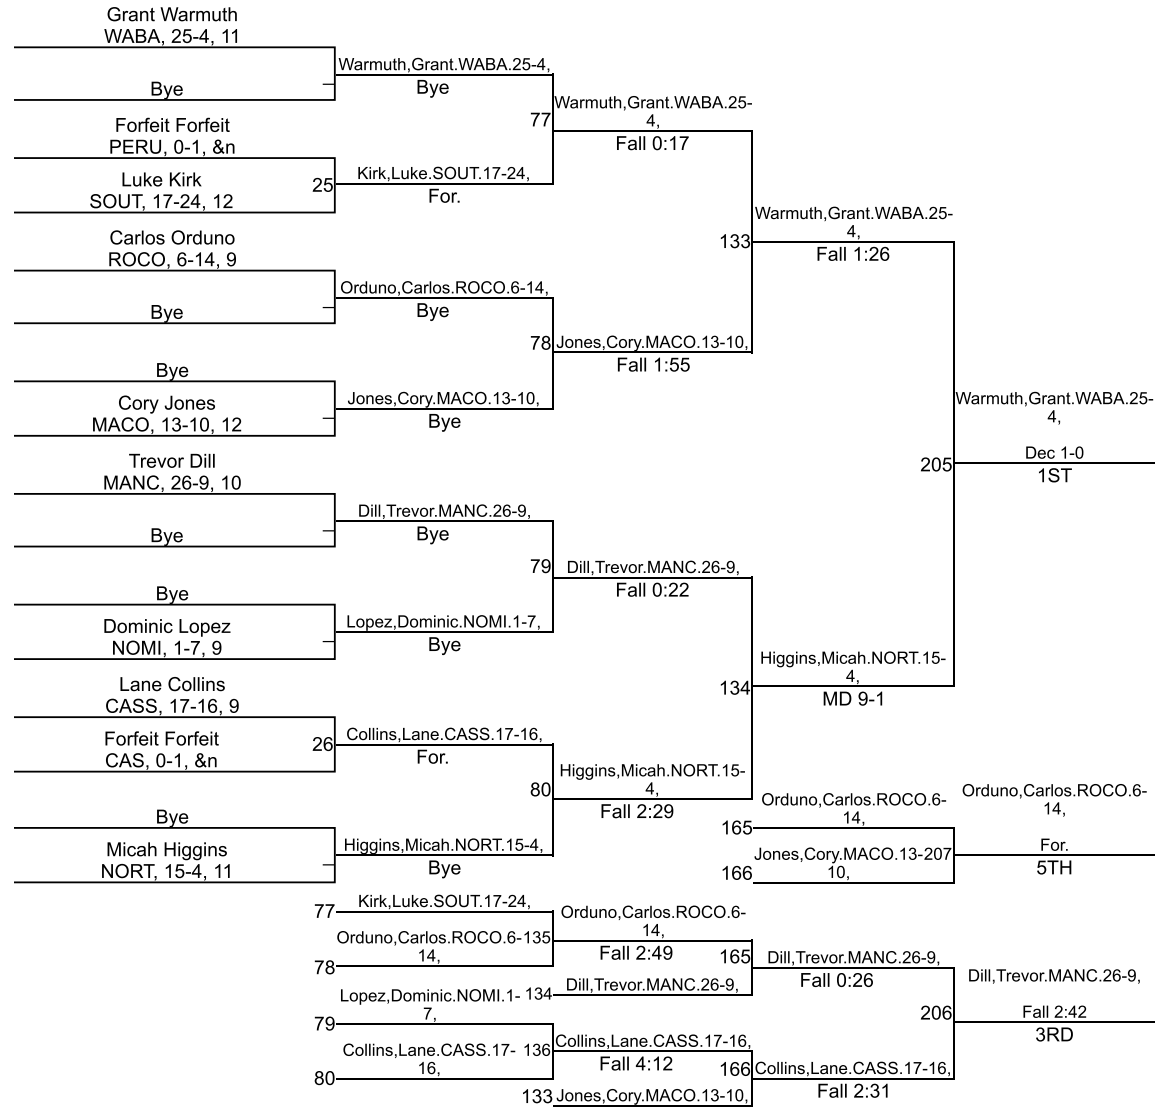 Grant Warmuth
WABA, 25-4, 11
Warmuth,Grant.WABA.25-4,
Bye
Bye
Warmuth,Grant.WABA.25-
4,
77
Fall 0:17
Forfeit Forfeit
PERU, 0-1, &n
Kirk,Luke.SOUT.17-24,
Luke Kirk
25
SOUT, 17-24, 12
For.
Warmuth,Grant.WABA.25-
4,
133
Fall 1:26
Carlos Orduno
ROCO, 6-14, 9
Orduno,Carlos.ROCO.6-14,
Bye
Bye
78
Jones,Cory.MACO.13-10,
Fall 1:55
Bye
Jones,Cory.MACO.13-10,
Cory Jones
MACO, 13-10, 12
Bye
Warmuth,Grant.WABA.25-
4,
Dec 1-0
205
1ST
Trevor Dill
MANC, 26-9, 10
Dill,Trevor.MANC.26-9,
Bye
Bye
79
Dill,Trevor.MANC.26-9,
Fall 0:22
Bye
Lopez,Dominic.NOMI.1-7,
Dominic Lopez
NOMI, 1-7, 9
Bye
Higgins,Micah.NORT.15-
4,
134
MD 9-1
Lane Collins
CASS, 17-16, 9
Collins,Lane.CASS.17-16,
Forfeit Forfeit
26
CAS, 0-1, &n
For.
Higgins,Micah.NORT.15-
4,
80
Fall 2:29
Bye
Higgins,Micah.NORT.15-4,
Micah Higgins
NORT, 15-4, 11
Bye
Orduno,Carlos.ROCO.6-
14,
165
Jones,Cory.MACO.13-
10,
207
166
Orduno,Carlos.ROCO.6-
14,
For.
5TH
Kirk,Luke.SOUT.17-24,
77
Orduno,Carlos.ROCO.6-
14,
135
78
Orduno,Carlos.ROCO.6-
14,
Fall 2:49
165
Dill,Trevor.MANC.26-9,
134
Dill,Trevor.MANC.26-9,
Fall 0:26
Dill,Trevor.MANC.26-9,
206
Fall 2:42
3RD
Lopez,Dominic.NOMI.1-
7,
79
Collins,Lane.CASS.17-
16,
136
80
Collins,Lane.CASS.17-16,
Fall 4:12
166
Collins,Lane.CASS.17-16,
Fall 2:31
133
Jones,Cory.MACO.13-10,